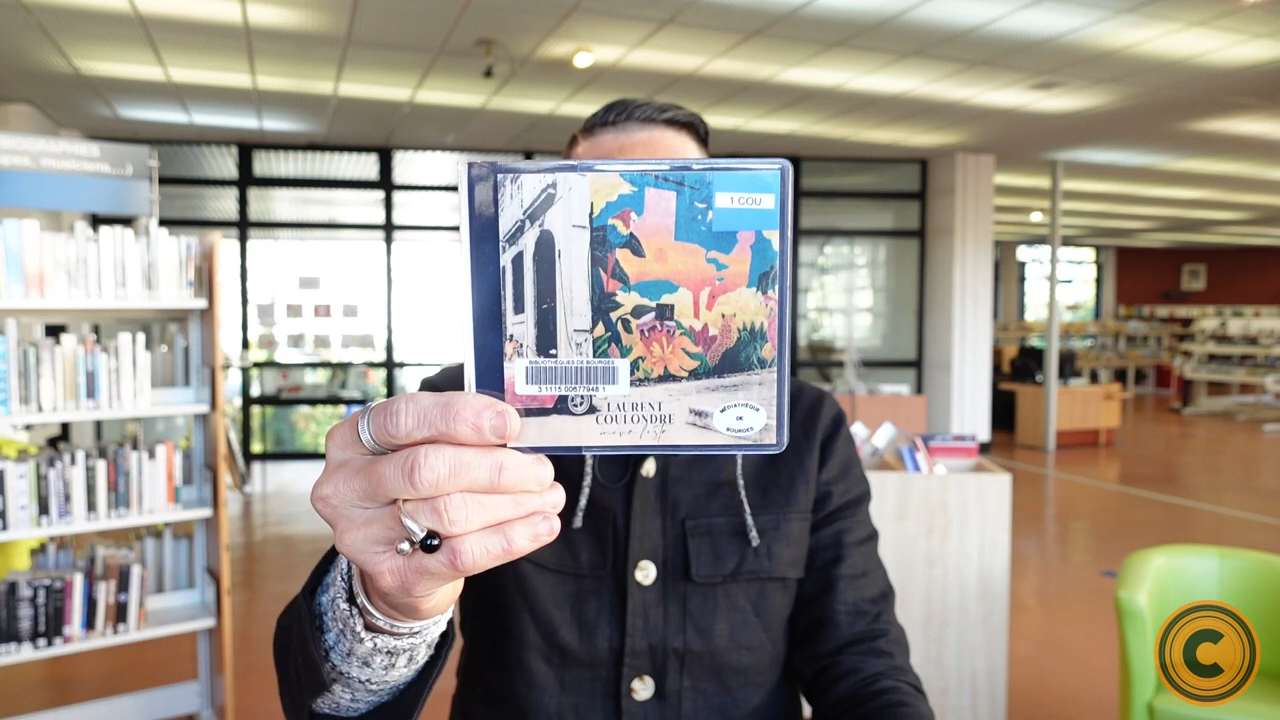 1 COU
BIBLIOTHÈQUES DE BOURGES
3 1115 00677948 1
LAURENT
COULONDRE
MÉDIATHÈQUE
DE
BOURGES
C